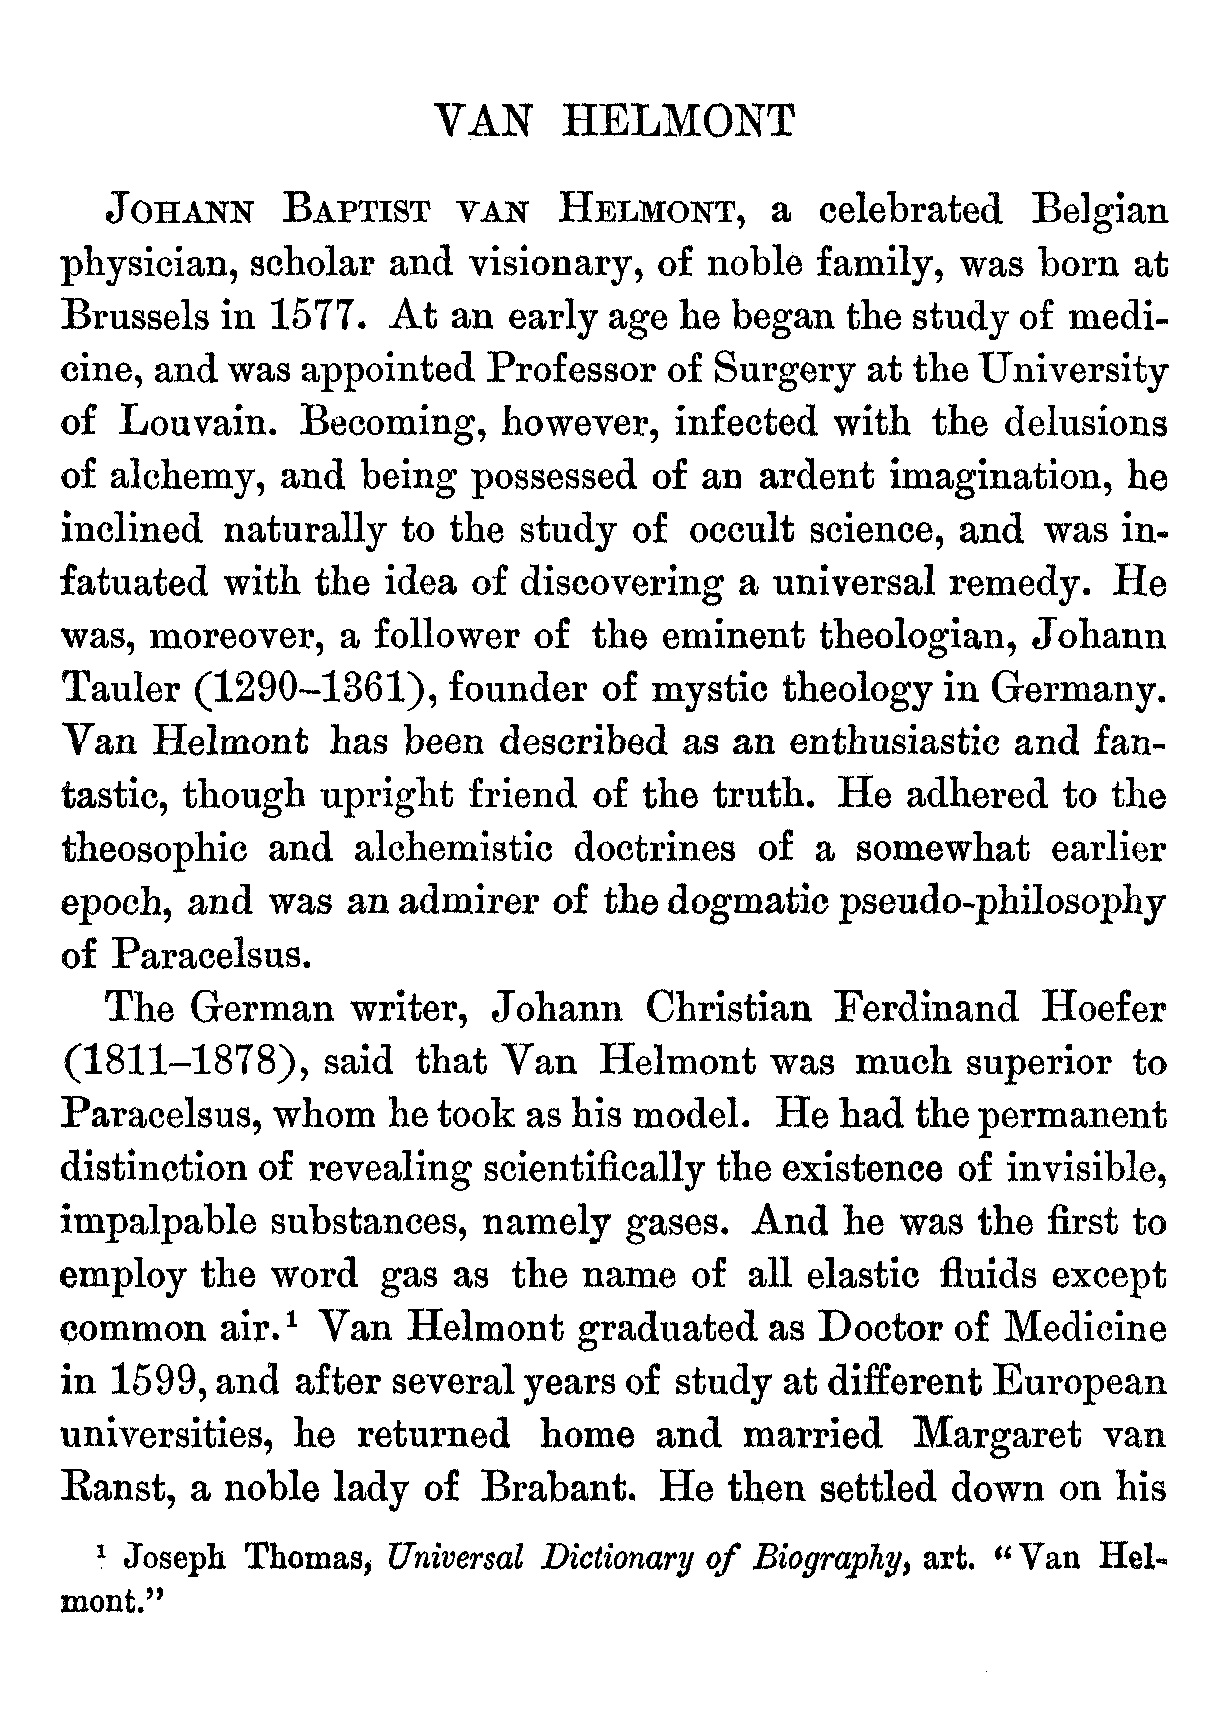 VAN HELMONT
JOHANN BAPTIST VAN HELMONT, a celebrated Belgian
physician, scholar and visionary, of noble family, was born at
Brussels in 1577. At an early age he began the study of medi-
cine, and was appointed Professor of Surgery at the University
of Louvain. Becoming, however, infected with the delusions
of alchemy, and being possessed of an ardent imagination, he
inclined naturally to the study of occult science, and was in-
fatuated with the idea of discovering a universal remedy. He
was, moreover, a follower of the eminent theologian, Johann
Tauler (1290–1361), founder of mystic theology in Germany.
Van Helmont has been described as an enthusiastic and fan-
tastic, though upright friend of the truth. He adhered to the
theosophic and alchemistic doctrines of a somewhat earlier
epoch, and was an admirer of the dogmatic pseudo-philosophy
of Paracelsus.
The German writer, Johann Christian Ferdinand Hoefer
(1811–1878), said that Van Helmont was much superior to
Paracelsus, whom he took as his model. He had the permanent
distinction of revealing scientifically the existence of invisible,
impalpable substances, namely gases. And he was the first to
employ the word gas as the name of all elastic fluids except
common air.¹ Van Helmont graduated as Doctor of Medicine
in 1599, and after several years of study at different European
universities, he returned home and married Margaret van
Ranst, a noble lady of Brabant. He then settled down on his
¹ Joseph Thomas, Universal Dictionary of Biography, art. “Van Hel-
mont.”